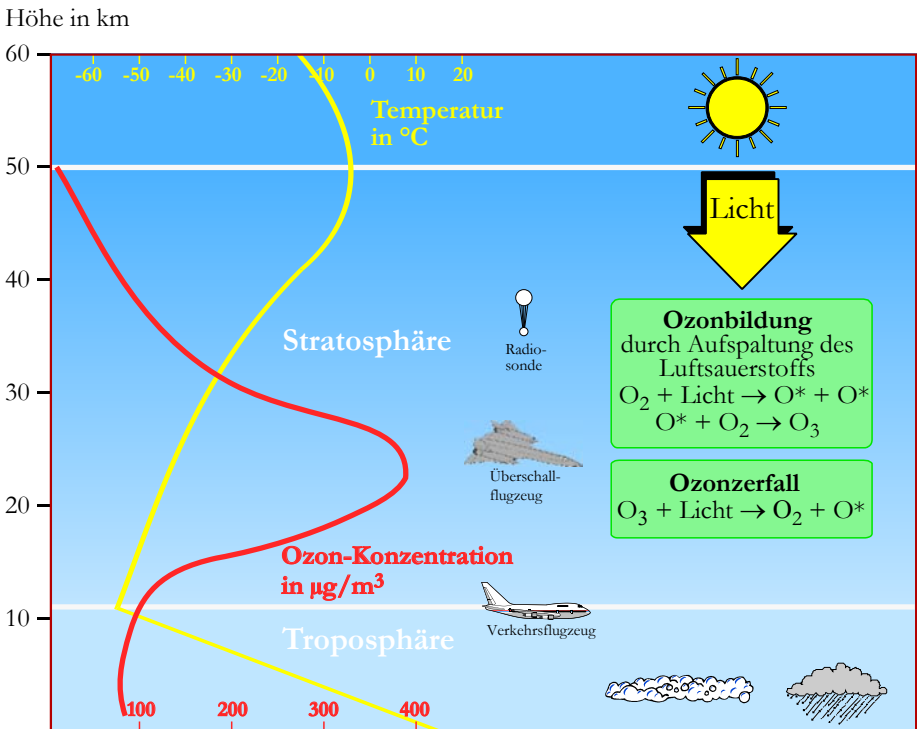 Höhe in km
60
-60 -50 -40 -30 -20 -10 0 10 20
Temperatur
in °C
50
Licht
40
Stratosphäre
Radio-
sonde
Ozonbildung
durch Aufspaltung des
Luftsauerstoffs
O₂ + Licht → O* + O*
O* + O₂ → O₃
30
Überschall-
flugzeug
Ozonzerfall
O₃ + Licht → O₂ + O*
20
Ozon-Konzentration
in µg/m³
10
Troposphäre
Verkehrsflugzeug
100 200 300 400